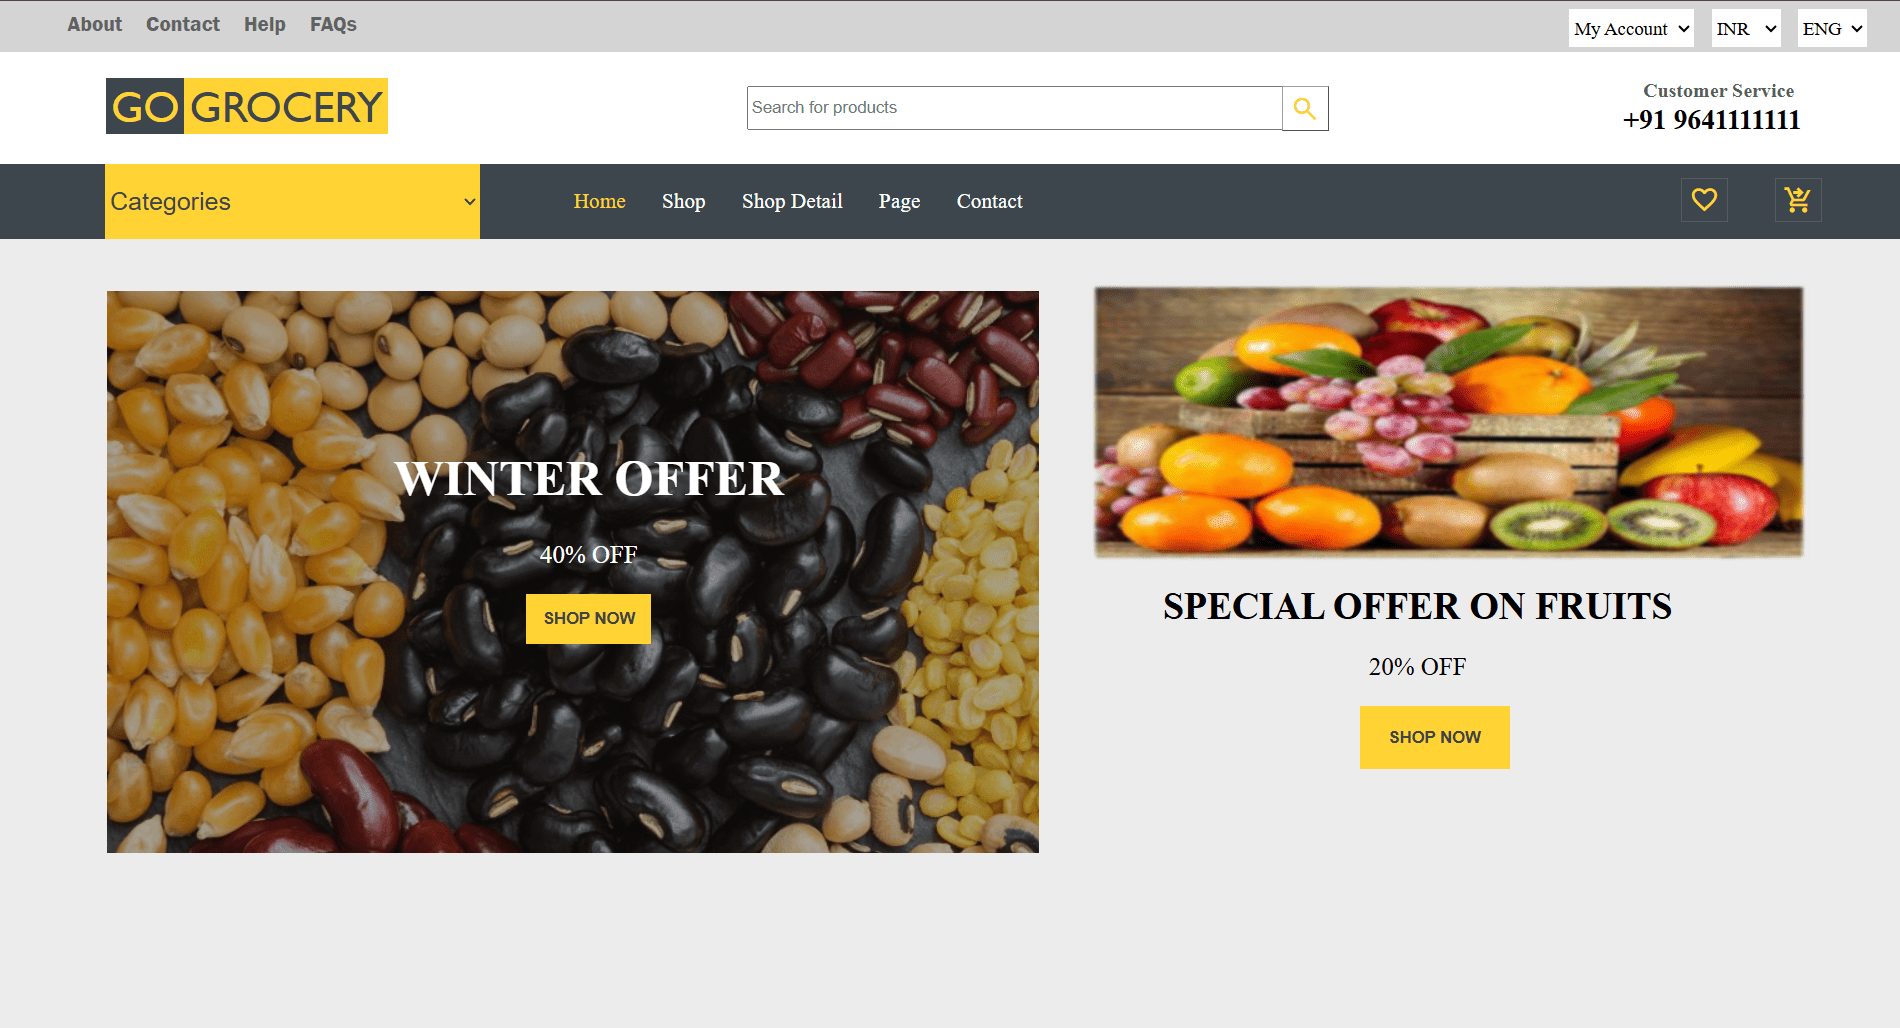 About Contact Help FAQs My Account INR ENG
GO GROCERY
Search for products
Customer Service
+91 9641111111
Categories Home Shop Shop Detail Page Contact
WINTER OFFER
40% OFF
SHOP NOW
SPECIAL OFFER ON FRUITS
20% OFF
SHOP NOW